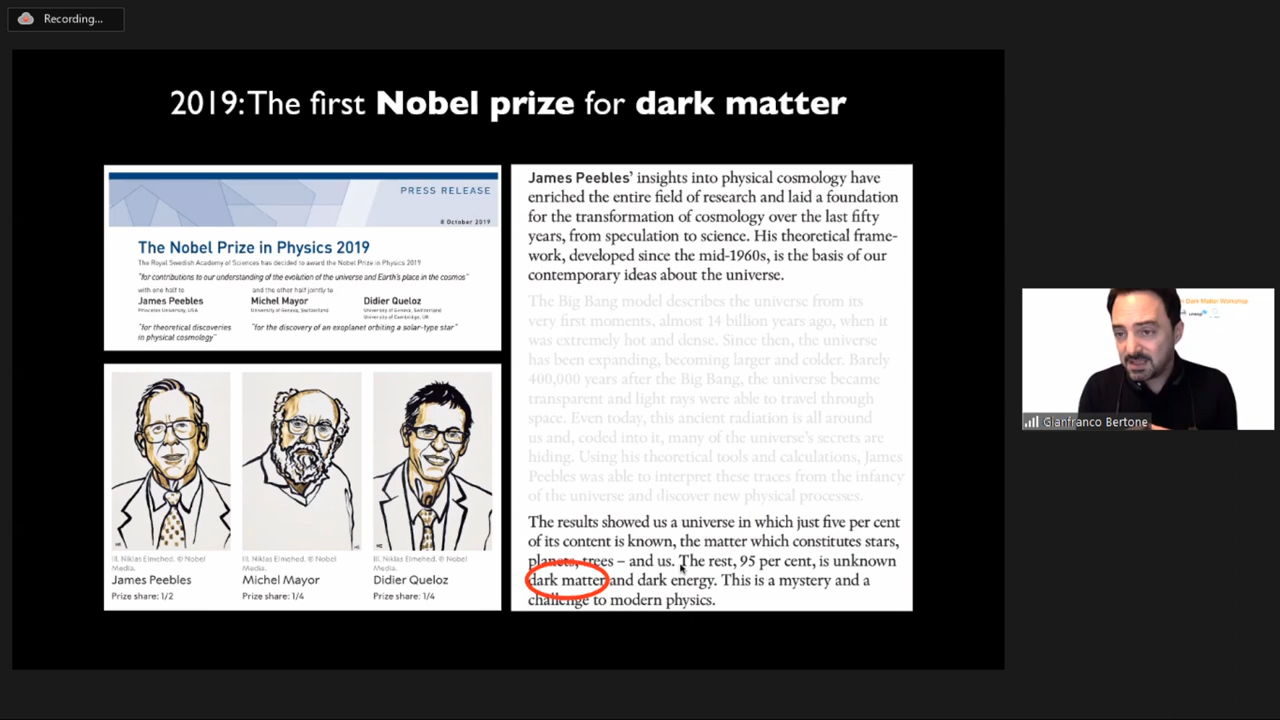 Recording...
2019: The first Nobel prize for dark matter
PRESS RELEASE
8 October 2019
The Nobel Prize in Physics 2019
The Royal Swedish Academy of Sciences has decided to award the Nobel Prize in Physics 2019
"for contributions to our understanding of the evolution of the universe and Earth's place in the cosmos"
with one half to
and the other half jointly to
James Peebles
Michel Mayor
Didier Queloz
Princeton University, USA
University of Geneva, Switzerland
University of Geneva, Switzerland
University of Cambridge, UK
"for theoretical discoveries
in physical cosmology"
"for the discovery of an exoplanet orbiting a solar-type star"
Ill. Niklas Elmehed. © Nobel
Media.
James Peebles
Prize share: 1/2
Ill. Niklas Elmehed. © Nobel
Media.
Michel Mayor
Prize share: 1/4
Ill. Niklas Elmehed. © Nobel
Media.
Didier Queloz
Prize share: 1/4
James Peebles' insights into physical cosmology have
enriched the entire field of research and laid a foundation
for the transformation of cosmology over the last fifty
years, from speculation to science. His theoretical frame-
work, developed since the mid-1960s, is the basis of our
contemporary ideas about the universe.
The Big Bang model describes the universe from its
very first moments, almost 14 billion years ago, when it
was extremely hot and dense. Since then, the universe
has been expanding, becoming larger and colder. Barely
400,000 years after the Big Bang, the universe became
transparent and light rays were able to travel through
space. Even today, this ancient radiation is all around
us and, coded into it, many of the universe's secrets are
hiding. Using his theoretical tools and calculations, James
Peebles was able to interpret these traces from the infancy
of the universe and discover new physical processes.
The results showed us a universe in which just five per cent
of its content is known, the matter which constitutes stars,
planets, trees – and us. The rest, 95 per cent, is unknown
dark matter and dark energy. This is a mystery and a
challenge to modern physics.
Dark Matter Workshop
Gianfranco Bertone